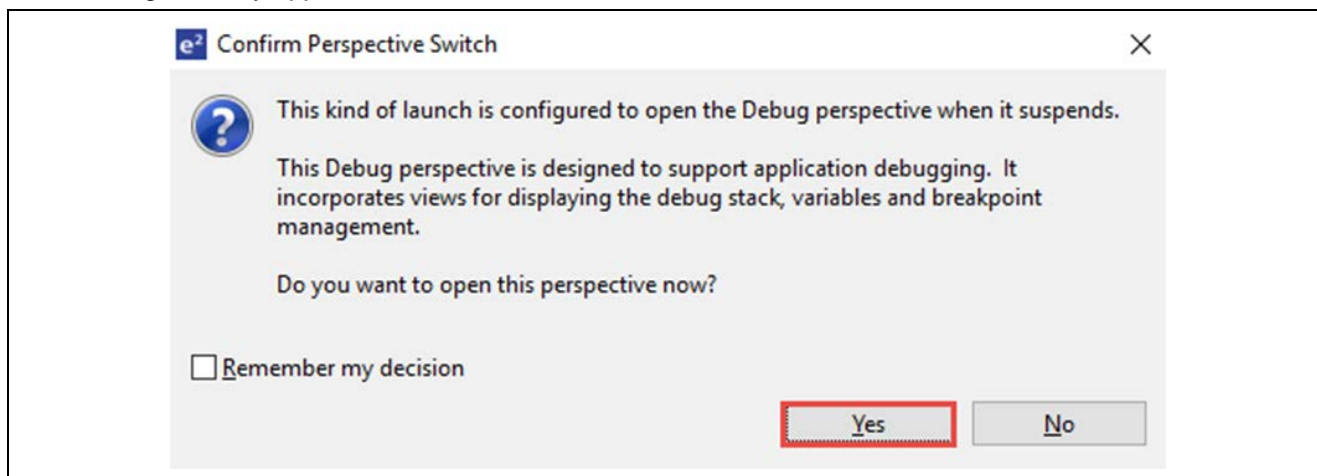 e² Confirm Perspective Switch
This kind of launch is configured to open the Debug perspective when it suspends.
This Debug perspective is designed to support application debugging. It
incorporates views for displaying the debug stack, variables and breakpoint
management.
Do you want to open this perspective now?
Remember my decision
Yes
No